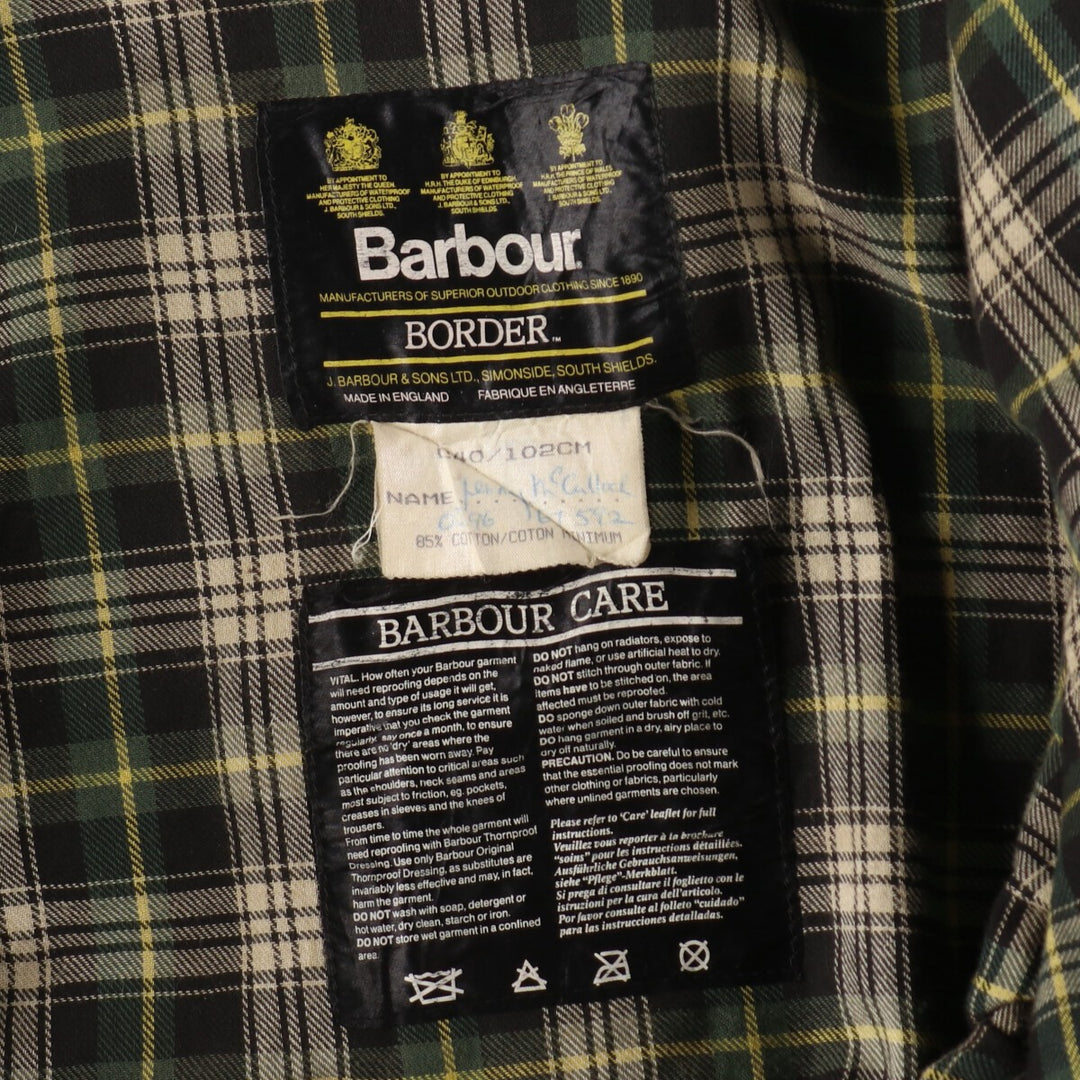 BY APPOINTMENT TO
HER MAJESTY THE QUEEN
MANUFACTURERS OF WATERPROOF
AND PROTECTIVE CLOTHING
J. BARBOUR & SONS LTD.,
SOUTH SHIELDS.
BY APPOINTMENT TO
H.R.H. THE DUKE OF EDINBURGH
MANUFACTURERS OF WATERPROOF
AND PROTECTIVE CLOTHING
J. BARBOUR & SONS LTD.,
SOUTH SHIELDS.
BY APPOINTMENT TO
H.R.H. THE PRINCE OF WALES
MANUFACTURERS OF WATERPROOF
AND PROTECTIVE CLOTHING
J. BARBOUR & SONS LTD.,
SOUTH SHIELDS.
Barbour
MANUFACTURERS OF SUPERIOR OUTDOOR CLOTHING SINCE 1890
BORDER™
J. BARBOUR & SONS LTD., SIMONSIDE, SOUTH SHIELDS.
MADE IN ENGLAND FABRIQUE EN ANGLETERRE
C40/102CM
NAME
85% COTTON/COTON MINIMUM
BARBOUR CARE
VITAL. How often your Barbour garment
will need reproofing depends on the
amount and type of usage it will get,
however, to ensure its long service it is
imperative that you check the garment
regularly, say once a month, to ensure
there are no 'dry' areas where the
proofing has been worn away. Pay
particular attention to critical areas such
as the shoulders, neck seams and areas
most subject to friction, eg. pockets,
creases in sleeves and the knees of
trousers.
From time to time the whole garment will
need reproofing with Barbour Thornproof
Dressing. Use only Barbour Original
Thornproof Dressing, as substitutes are
invariably less effective and may, in fact,
harm the garment.
DO NOT wash with soap, detergent or
hot water, dry clean, starch or iron.
DO NOT store wet garment in a confined
area.
DO NOT hang on radiators, expose to
naked flame, or use artificial heat to dry.
DO NOT stitch through outer fabric. If
items have to be stitched on, the area
affected must be reproofed.
DO sponge down outer fabric with cold
water when soiled and brush off grit, etc.
DO hang garment in a dry, airy place to
dry off naturally.
PRECAUTION. Do be careful to ensure
that the essential proofing does not mark
other clothing or fabrics, particularly
where unlined garments are chosen.
Please refer to 'Care' leaflet for full
instructions.
Veuillez vous reporter à la brochure
"soins" pour les instructions détaillées.
Ausführliche Gebrauchsanweisungen,
siehe "Pflege"-Merkblatt.
Si prega di consultare il foglietto con le
istruzioni per la cura dell'articolo.
Por favor consulte al folleto "cuidado"
para las instrucciones detalladas.